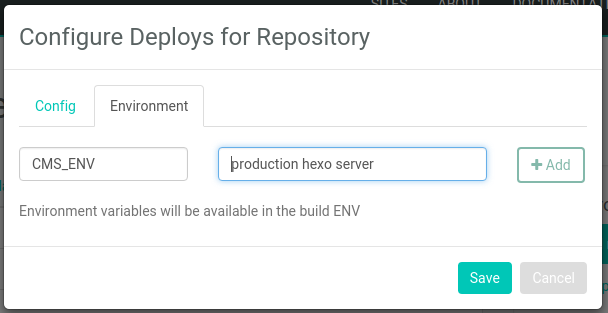 SITES ABOUT
Configure Deploys for Repository
Config Environment
CMS_ENV production hexo server + Add
Environment variables will be available in the build ENV
Save Cancel